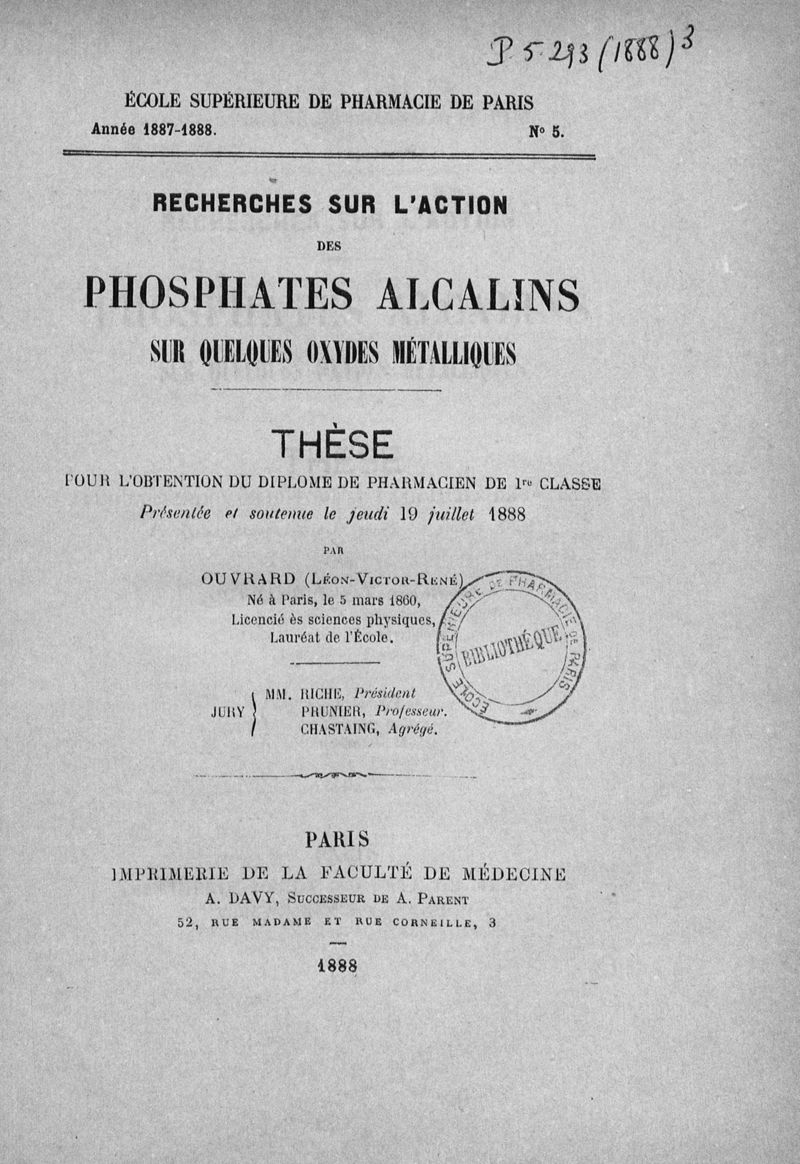 P 5.293 (1888) 3
ÉCOLE SUPÉRIEURE DE PHARMACIE DE PARIS
Année 1887-1888. No 5.
RECHERCHES SUR L'ACTION
DES
PHOSPHATES ALCALINS
SUR QUELQUES OXYDES MÉTALLIQUES
THÈSE
POUR L'OBTENTION DU DIPLOME DE PHARMACIEN DE 1re CLASSE
Présentée et soutenue le jeudi 19 juillet 1888
PAR
OUVRARD (Léon-Victor-René)
Né à Paris, le 5 mars 1860,
Licencié ès sciences physiques,
Lauréat de l'École.
ÉCOLE SUPÉRIEURE DE PHARMACIE DE PARIS
BIBLIOTHÈQUE
JURY
MM. RICHE, Président
PRUNIER, Professeur.
CHASTAING, Agrégé.
PARIS
IMPRIMERIE DE LA FACULTÉ DE MÉDECINE
A. DAVY, Successeur de A. Parent
52, RUE MADAME ET RUE CORNEILLE, 3
1888